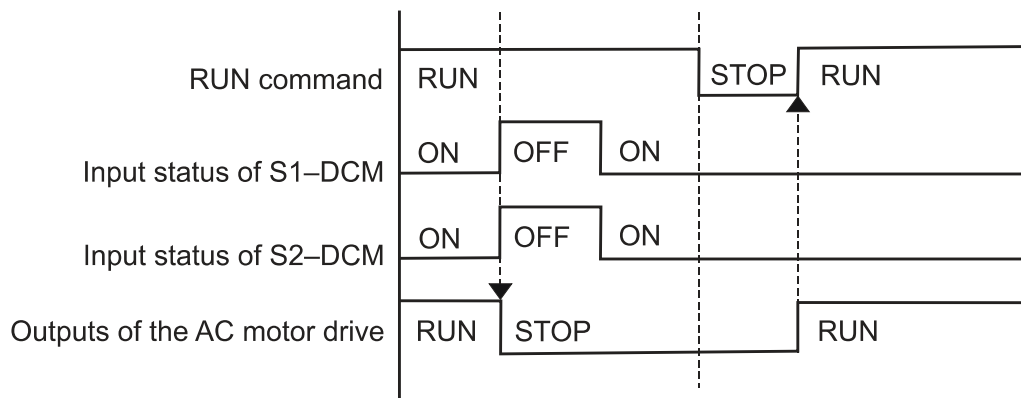 RUN command RUN STOP RUN
Input status of S1–DCM ON OFF ON
Input status of S2–DCM ON OFF ON
Outputs of the AC motor drive RUN STOP RUN